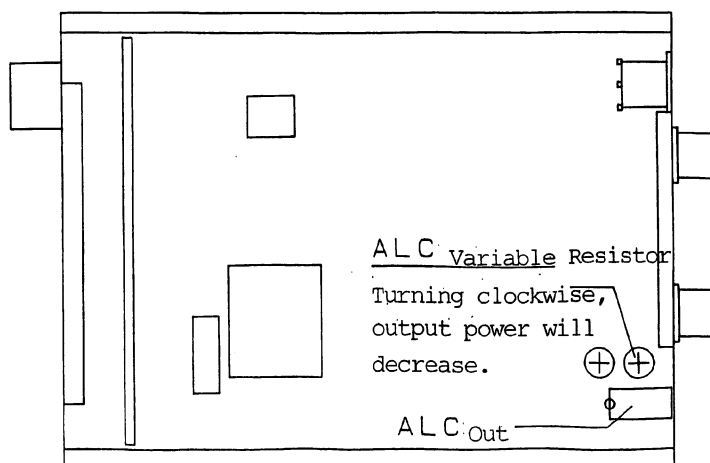 ALC Variable Resistor
Turning clockwise,
output power will
decrease.
ALC Out